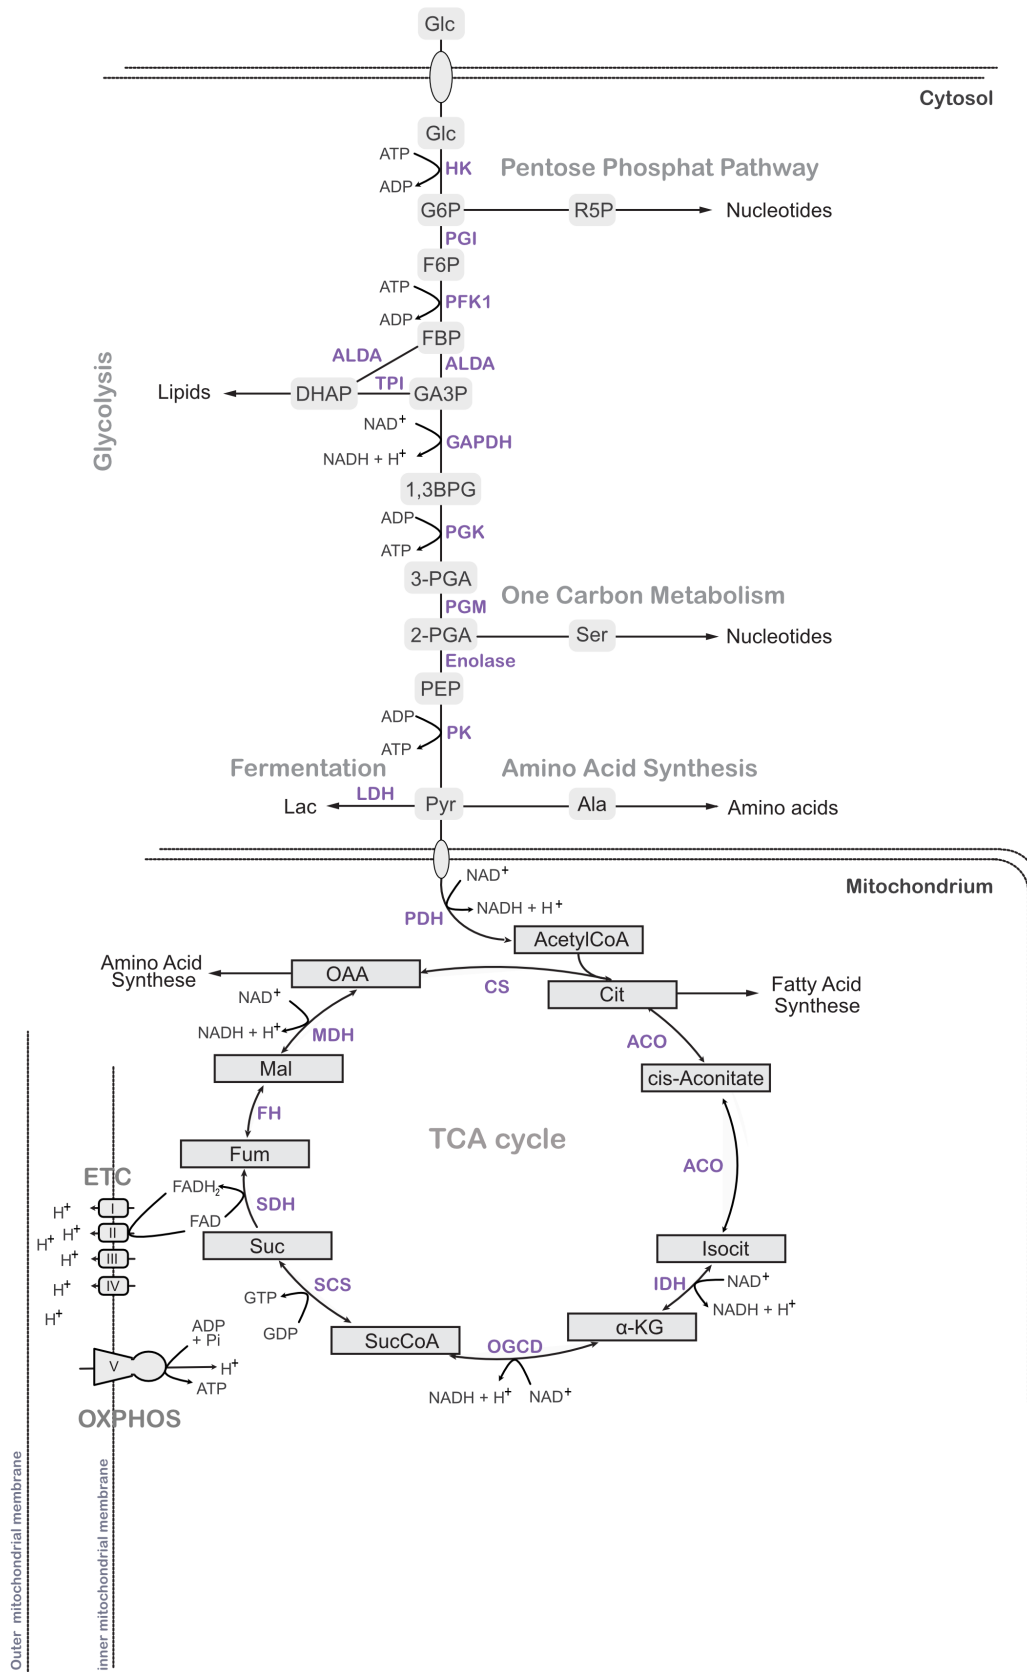 Glc
Cytosol
Glc
ATP
HK
ADP
Pentose Phosphat Pathway
G6P
R5P
Nucleotides
PGI
F6P
ATP
PFK1
ADP
FBP
ALDA
ALDA
Glycolysis
Lipids
DHAP
TPI
GA3P
NAD+
GAPDH
NADH + H+
1,3BPG
ADP
PGK
ATP
3-PGA
One Carbon Metabolism
PGM
2-PGA
Ser
Nucleotides
Enolase
PEP
ADP
PK
ATP
Fermentation
Amino Acid Synthesis
LDH
Lac
Pyr
Ala
Amino acids
Mitochondrium
NAD+
NADH + H+
PDH
AcetylCoA
Amino Acid
Synthese
OAA
CS
Cit
Fatty Acid
Synthese
NAD+
NADH + H+
MDH
ACO
Mal
cis-Aconitate
FH
TCA cycle
Fum
ACO
ETC
FADH2
SDH
FAD
H+
I
H+
H+
II
H+
III
H+
IV
H+
Suc
Isocit
SCS
GTP
GDP
IDH
NAD+
NADH + H+
α-KG
SucCoA
OGCD
NADH + H+
NAD+
ADP
+ Pi
V
H+
ATP
OXPHOS
Outer mitochondrial membrane
inner mitochondrial membrane